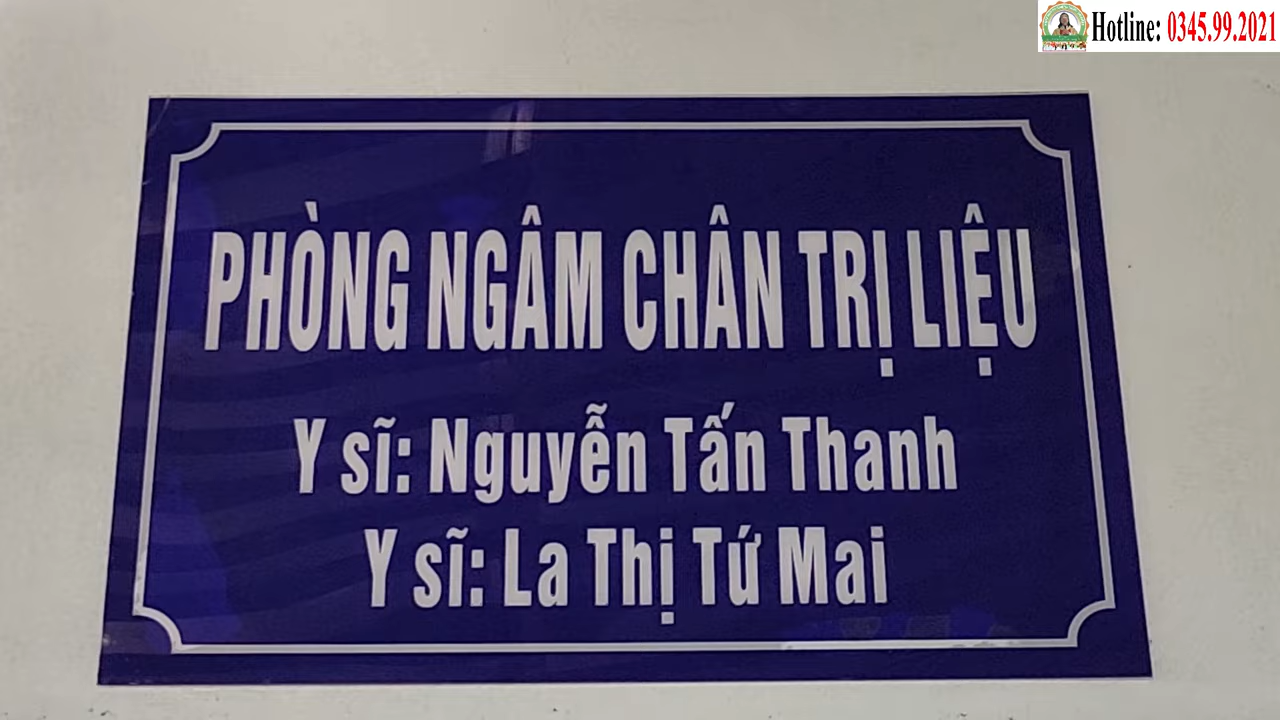 Hotline: 0345.99.2021
PHÒNG NGÂM CHÂN TRỊ LIỆU
Y sĩ: Nguyễn Tấn Thanh
Y sĩ: La Thị Tứ Mai